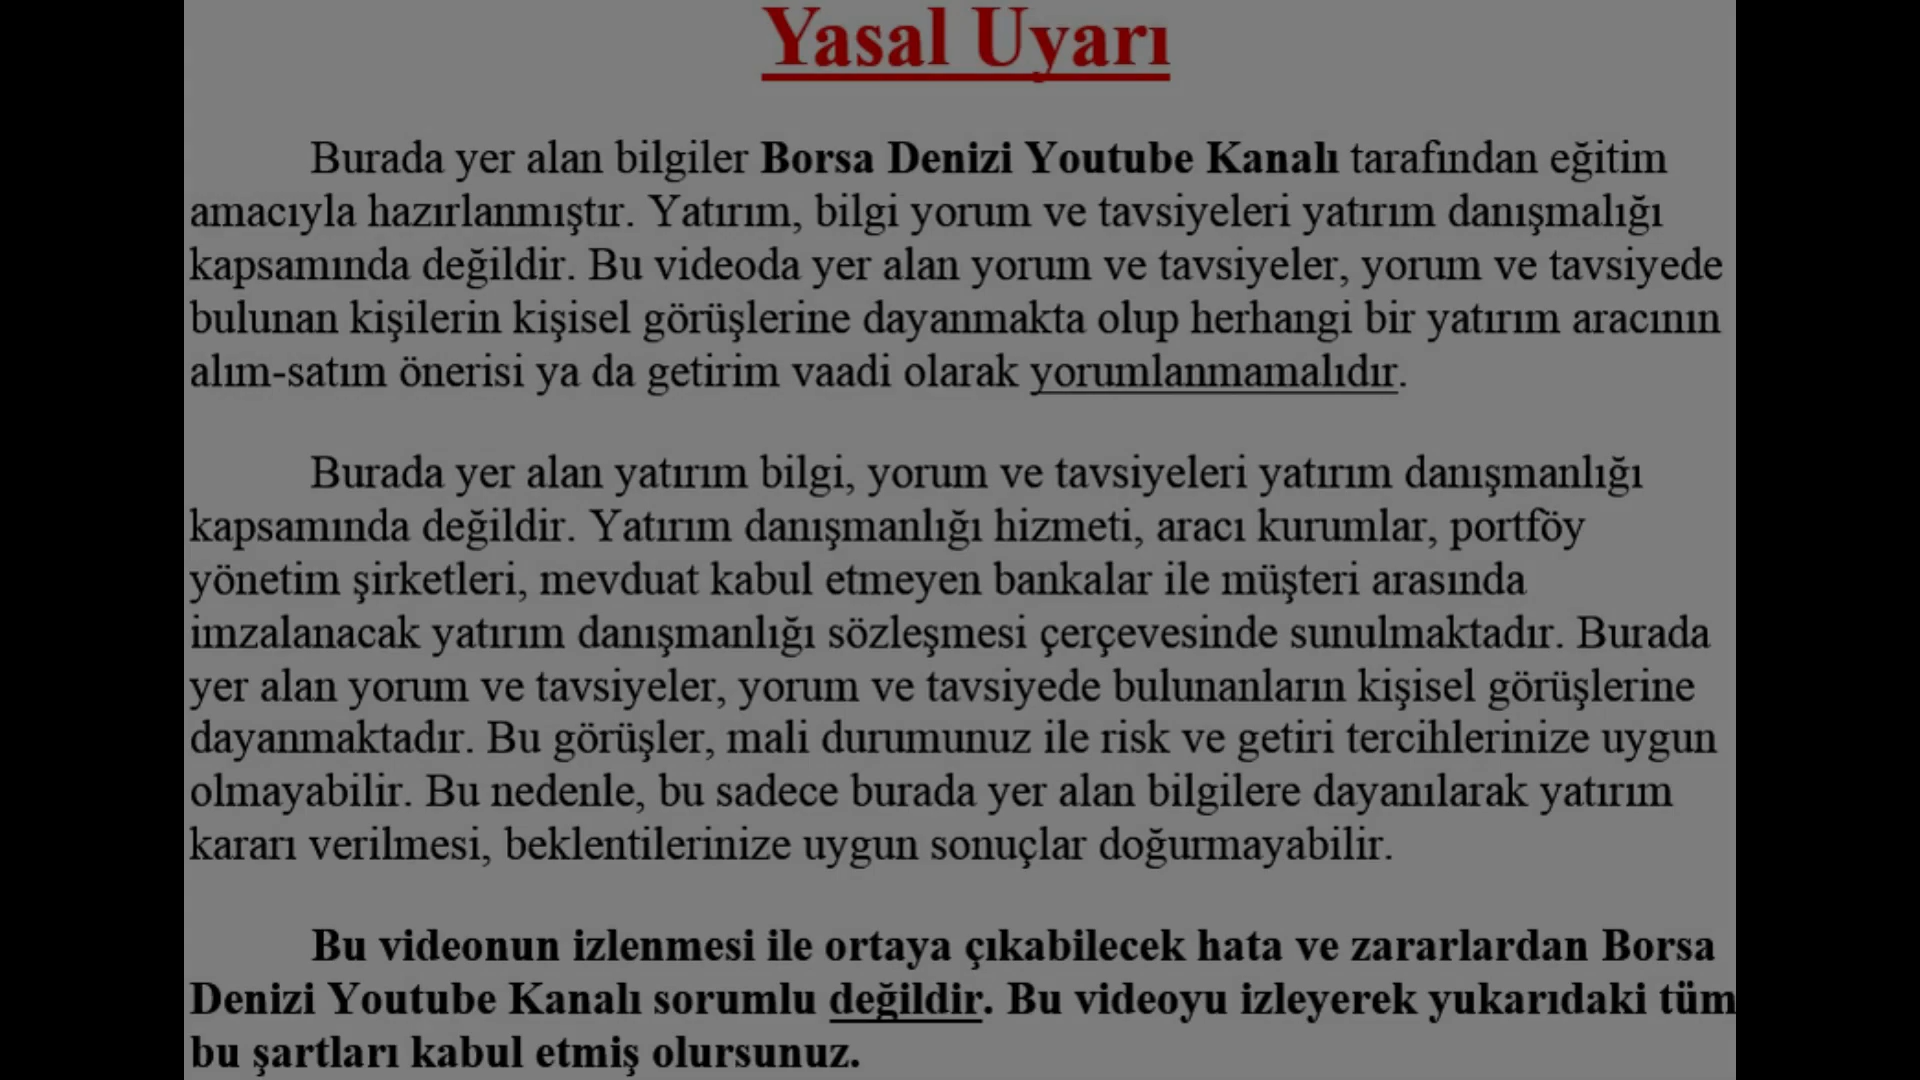 Yasal Uyarı
Burada yer alan bilgiler Borsa Denizi Youtube Kanalı tarafından eğitim
amacıyla hazırlanmıştır. Yatırım, bilgi yorum ve tavsiyeleri yatırım danışmalığı
kapsamında değildir. Bu videoda yer alan yorum ve tavsiyeler, yorum ve tavsiyede
bulunan kişilerin kişisel görüşlerine dayanmakta olup herhangi bir yatırım aracının
alım-satım önerisi ya da getirim vaadi olarak yorumlanmamalıdır.
Burada yer alan yatırım bilgi, yorum ve tavsiyeleri yatırım danışmanlığı
kapsamında değildir. Yatırım danışmanlığı hizmeti, aracı kurumlar, portföy
yönetim şirketleri, mevduat kabul etmeyen bankalar ile müşteri arasında
imzalanacak yatırım danışmanlığı sözleşmesi çerçevesinde sunulmaktadır. Burada
yer alan yorum ve tavsiyeler, yorum ve tavsiyede bulunanların kişisel görüşlerine
dayanmaktadır. Bu görüşler, mali durumunuz ile risk ve getiri tercihlerinize uygun
olmayabilir. Bu nedenle, bu sadece burada yer alan bilgilere dayanılarak yatırım
kararı verilmesi, beklentilerinize uygun sonuçlar doğurmayabilir.
Bu videonun izlenmesi ile ortaya çıkabilecek hata ve zararlardan Borsa
Denizi Youtube Kanalı sorumlu değildir. Bu videoyu izleyerek yukarıdaki tüm
bu şartları kabul etmiş olursunuz.